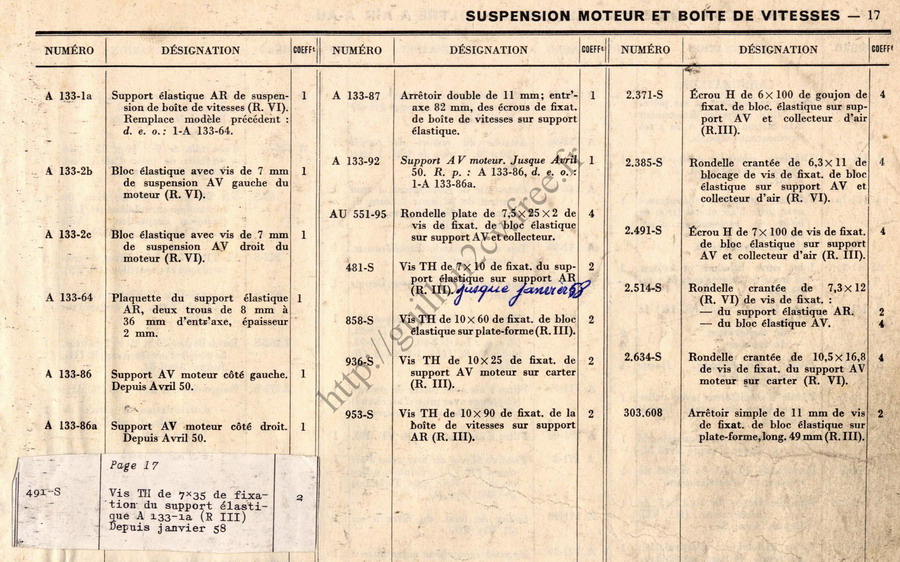 SUSPENSION MOTEUR ET BOITE DE VITESSES — 17
NUMÉRO DÉSIGNATION COEFFt
A 133-1a Support élastique AR de suspen- 1
sion de boîte de vitesses (R. VI).
Remplace modèle précédent :
d. e. o.: 1-A 133-64.
A 133-2b Bloc élastique avec vis de 7 mm 1
de suspension AV gauche du
moteur (R. VI).
A 133-2c Bloc élastique avec vis de 7 mm 1
de suspension AV droit du
moteur (R. VI).
A 133-64 Plaquette du support élastique 1
AR, deux trous de 8 mm à
36 mm d'entr'axe, épaisseur
2 mm.
A 133-86 Support AV moteur côté gauche. 1
Depuis Avril 50.
A 133-86a Support AV moteur côté droit. 1
Depuis Avril 50.
Page 17
491-S Vis TH de 7×35 de fixa- 2
tion du support élasti-
que A 133-1a (R III)
Depuis janvier 58
NUMÉRO DÉSIGNATION COEFFt
A 133-87 Arrêtoir double de 11 mm; entr'- 1
axe 82 mm, des écrous de fixat.
de boîte de vitesses sur support
élastique.
A 133-92 Support AV moteur. Jusque Avril 1
50. R. p. : A 133-86, d. e. o.:
1-A 133-86a.
AU 551-95 Rondelle plate de 7,5×25×2 de 4
vis de fixat. de bloc élastique
sur support AV et collecteur.
481-S Vis TH de 7×10 de fixat. du sup- 2
port élastique sur support AR
(R. III). jusque janvier 58
858-S Vis TH de 10×60 de fixat. de bloc 2
élastique sur plate-forme (R. III).
936-S Vis TH de 10×25 de fixat. de 2
support AV moteur sur carter
(R. III).
953-S Vis TH de 10×90 de fixat. de la 2
boîte de vitesses sur support
AR (R. III).
NUMÉRO DÉSIGNATION COEFFt
2.371-S Écrou H de 6×100 de goujon de 4
fixat. de bloc. élastique sur sup-
port AV et collecteur d'air
(R.III).
2.385-S Rondelle crantée de 6,3×11 de 4
blocage de vis de fixat. de bloc
élastique sur support AV et
collecteur d'air (R. VI).
2.491-S Écrou H de 7×100 de vis de fixat. 4
de bloc élastique sur support
AV et collecteur d'air (R. III).
2.514-S Rondelle crantée de 7,3×12
(R. VI) de vis de fixat. :
— du support élastique AR. 2
— du bloc élastique AV. 4
2.634-S Rondelle crantée de 10,5×16,8 4
de vis de fixat. du support AV
moteur sur carter (R. VI).
303.608 Arrêtoir simple de 11 mm de vis 2
de fixat. de bloc élastique sur
plate-forme, long. 49 mm (R. III).